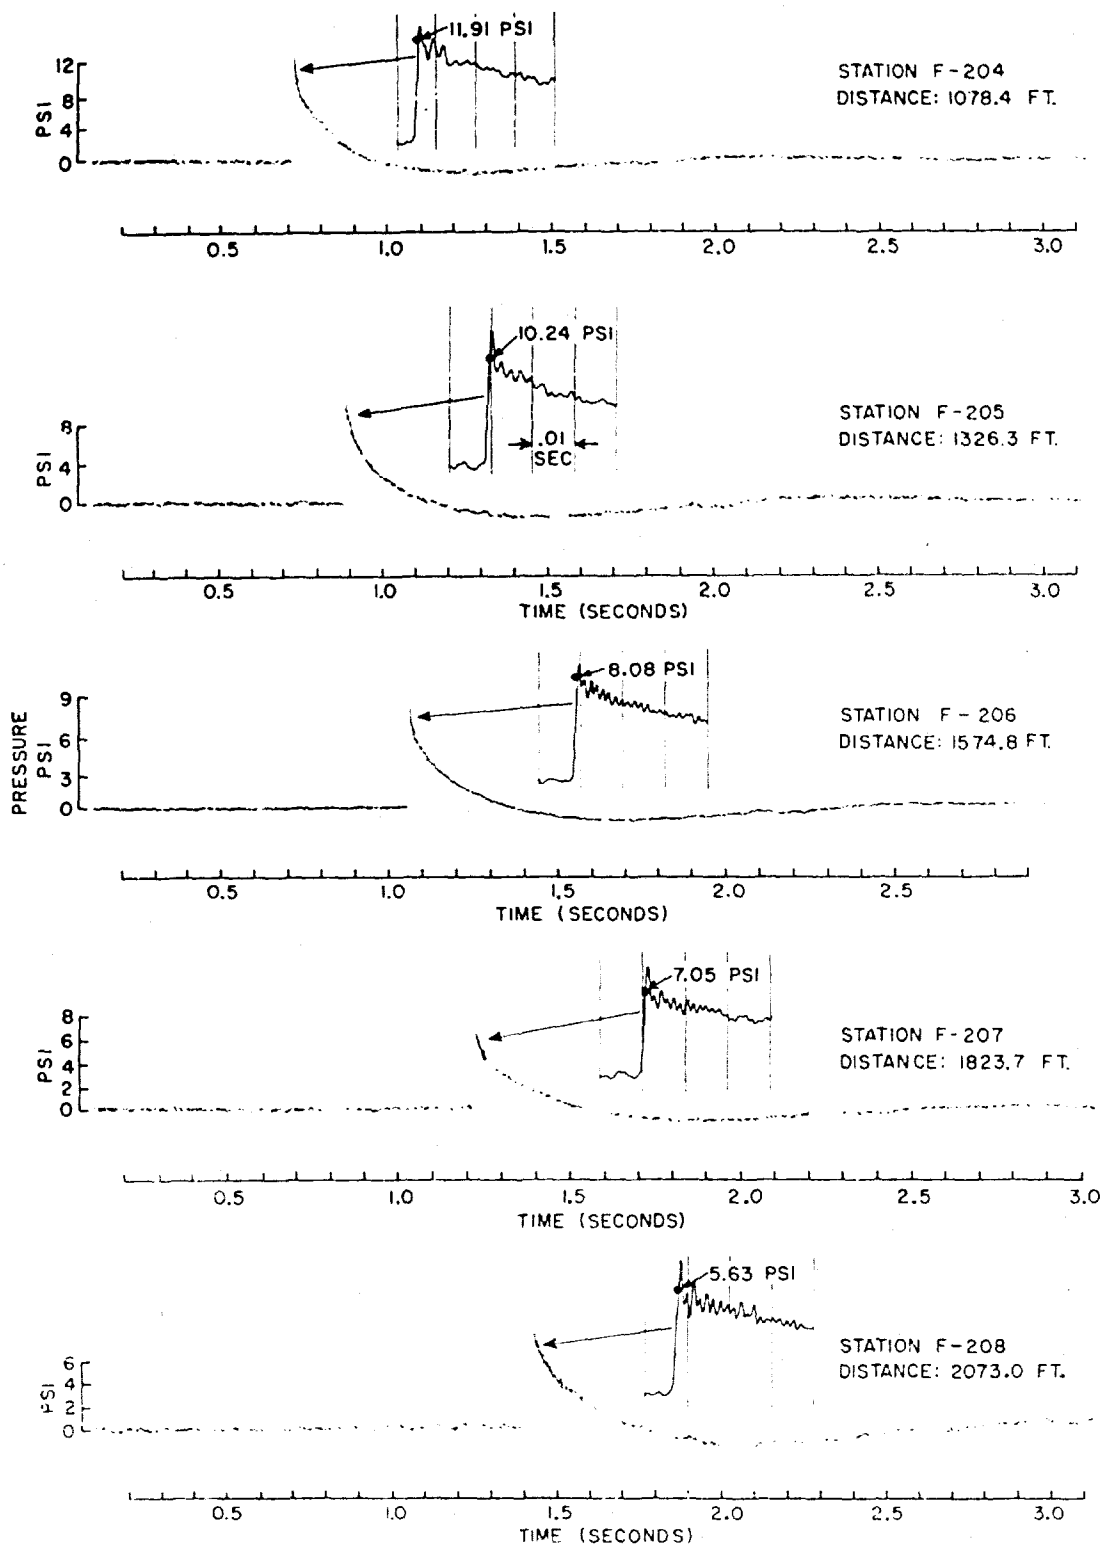 11.91 PSI
12
8
4
0
PSI
STATION F-204
DISTANCE: 1078.4 FT.
0.5 1.0 1.5 2.0 2.5 3.0
10.24 PSI
8
4
0
PSI
.01
SEC
STATION F-205
DISTANCE: 1326.3 FT.
0.5 1.0 1.5 2.0 2.5 3.0
TIME (SECONDS)
8.08 PSI
9
6
3
0
PRESSURE
PSI
STATION F-206
DISTANCE: 1574.8 FT.
0.5 1.0 1.5 2.0 2.5
TIME (SECONDS)
7.05 PSI
8
6
4
2
0
PSI
STATION F-207
DISTANCE: 1823.7 FT.
0.5 1.0 1.5 2.0 2.5 3.0
TIME (SECONDS)
5.63 PSI
6
4
2
0
PSI
STATION F-208
DISTANCE: 2073.0 FT.
0.5 1.0 1.5 2.0 2.5 3.0
TIME (SECONDS)